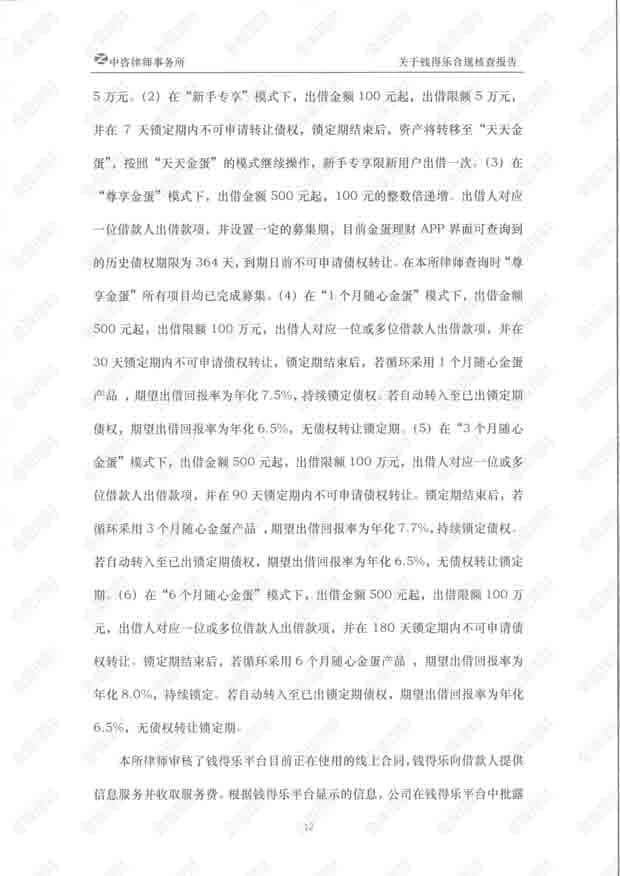 中咨律师事务所
关于钱得乐合规核查报告
5 万元。（2）在“新手专享”模式下，出借金额 100 元起，出借限额 5 万元，
并在 7 天锁定期内不可申请转让债权，锁定期结束后，资产将转移至“天天金
蛋”，按照“天天金蛋”的模式继续操作，新手专享限新用户出借一次。（3）在
“尊享金蛋”模式下，出借金额 500 元起，100 元的整数倍递增。出借人对应
一位借款人出借款项，并设置一定的募集期，目前金蛋理财 APP 界面可查询到
的历史债权期限为 364 天，到期日前不可申请债权转让。在本所律师查询时“尊
享金蛋”所有项目均已完成募集。（4）在“1 个月随心金蛋”模式下，出借金额
500 元起，出借限额 100 万元，出借人对应一位或多位借款人出借款项，并在
30 天锁定期内不可申请债权转让，锁定期结束后，若循环采用 1 个月随心金蛋
产品 ，期望出借回报率为年化 7.5%，持续锁定债权。若自动转入至已出锁定期
债权，期望出借回报率为年化 6.5%，无债权转让锁定期。（5）在“3 个月随心
金蛋”模式下，出借金额 500 元起，出借限额 100 万元，出借人对应一位或多
位借款人出借款项，并在 90 天锁定期内不可申请债权转让。锁定期结束后，若
循环采用 3 个月随心金蛋产品 ，期望出借回报率为年化 7.7%，持续锁定债权。
若自动转入至已出锁定期债权，期望出借回报率为年化 6.5%，无债权转让锁定
期。（6）在“6 个月随心金蛋”模式下，出借金额 500 元起，出借限额 100 万
元，出借人对应一位或多位借款人出借款项，并在 180 天锁定期内不可申请债
权转让。锁定期结束后，若循环采用 6 个月随心金蛋产品 ，期望出借回报率为
年化 8.0%，持续锁定。若自动转入至已出锁定期债权，期望出借回报率为年化
6.5%，无债权转让锁定期。
本所律师审核了钱得乐平台目前正在使用的线上合同，钱得乐向借款人提供
信息服务并收取服务费。根据钱得乐平台显示的信息，公司在钱得乐平台中批露
12